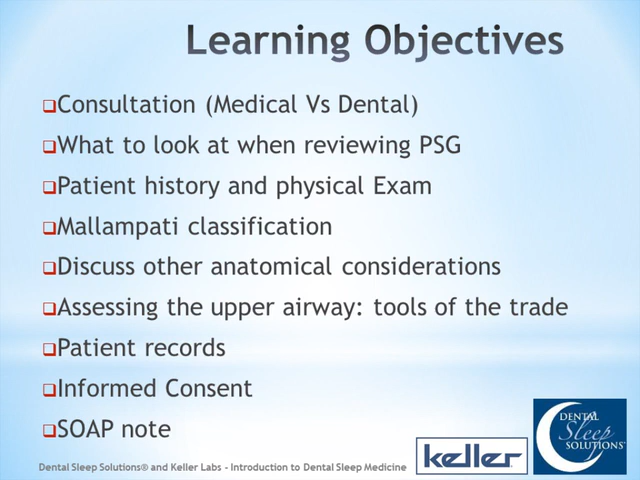 Learning Objectives
Consultation (Medical Vs Dental)
What to look at when reviewing PSG
Patient history and physical Exam
Mallampati classification
Discuss other anatomical considerations
Assessing the upper airway: tools of the trade
Patient records
Informed Consent
SOAP note
Dental Sleep Solutions® and Keller Labs - Introduction to Dental Sleep Medicine
keller
DENTAL
Sleep
SOLUTIONS